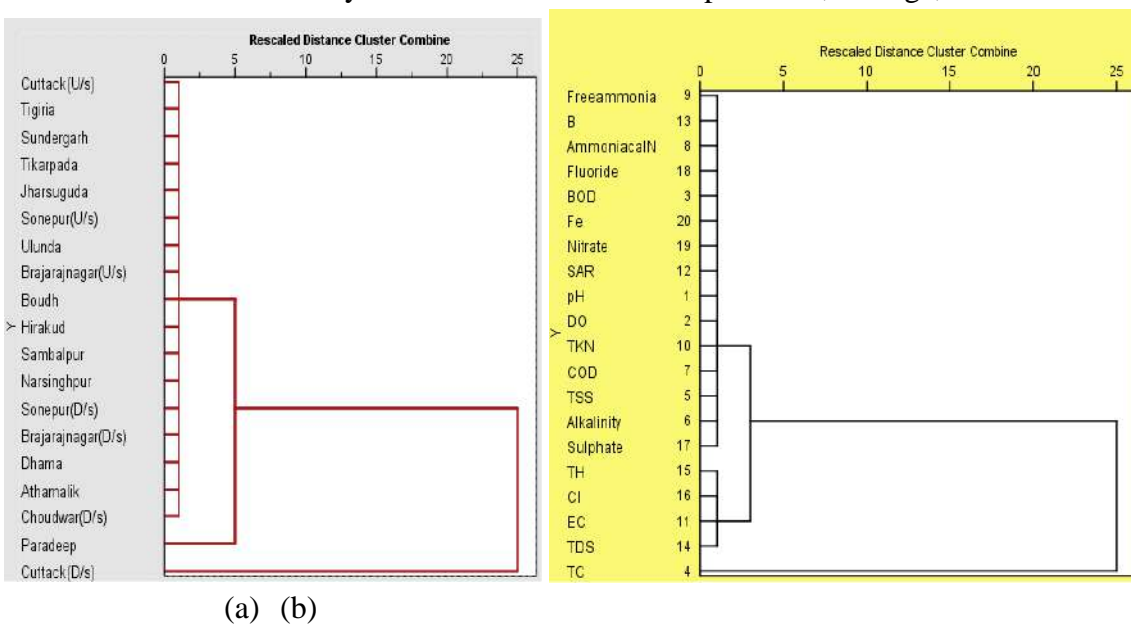 Rescaled Distance Cluster Combine
0 5 10 15 20 25
Cuttack(U/s)
Tigiria
Sundergarh
Tikarpada
Jharsuguda
Sonepur(U/s)
Ulunda
Brajarajnagar(U/s)
Boudh
Y Hirakud
Sambalpur
Narsinghpur
Sonepur(D/s)
Brajarajnagar(D/s)
Dhama
Athamalik
Choudwar(D/s)
Paradeep
Cuttack(D/s)
Rescaled Distance Cluster Combine
0 5 10 15 20 25
Freeammonia 9
B 13
AmmoniacalN 8
Fluoride 18
BOD 3
Fe 20
Nitrate 19
SAR 12
pH 1
DO 2
Y
TKN 10
COD 7
TSS 5
Alkalinity 6
Sulphate 17
TH 15
Cl 16
EC 11
TDS 14
TC 4
(a) (b)